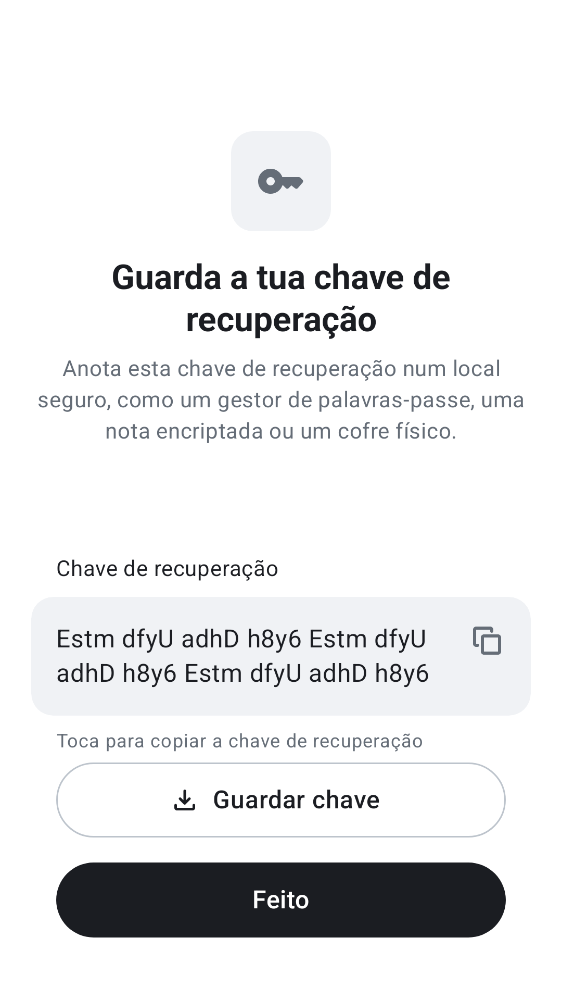 Guarda a tua chave de
recuperação
Anota esta chave de recuperação num local
seguro, como um gestor de palavras-passe, uma
nota encriptada ou um cofre físico.
Chave de recuperação
Estm dfyU adhD h8y6 Estm dfyU
adhD h8y6 Estm dfyU adhD h8y6
Toca para copiar a chave de recuperação
Guardar chave
Feito